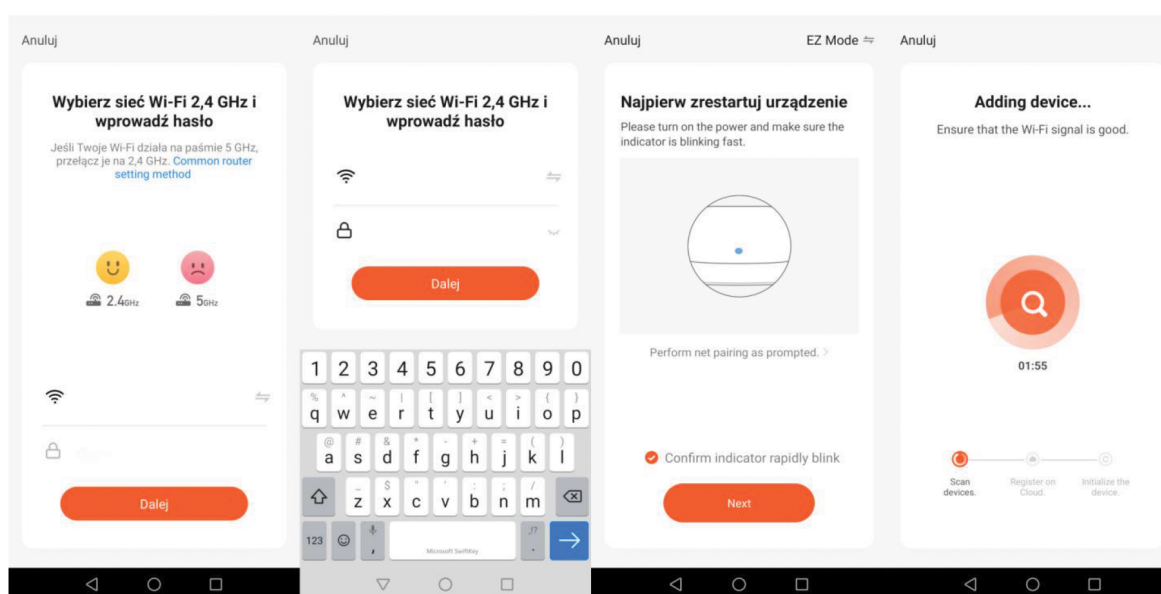 Anuluj
Wybierz sieć Wi-Fi 2,4 GHz i
wprowadź hasło
Jeśli Twoje Wi-Fi działa na paśmie 5 GHz,
przełącz je na 2,4 GHz. Common router
setting method
2.4GHz
5GHz
Dalej
Anuluj
Wybierz sieć Wi-Fi 2,4 GHz i
wprowadź hasło
Dalej
1 2 3 4 5 6 7 8 9 0
% ^ ~ | [ ] < > { }
q w e r t y u i o p
@ # & * - + = ( )
a s d f g h j k l
_ $ " ' : ; /
z x c v b n m
123 , Microsoft SwiftKey .
,!?
Anuluj
EZ Mode
Najpierw zrestartuj urządzenie
Please turn on the power and make sure the
indicator is blinking fast.
Perform net pairing as prompted. >
Confirm indicator rapidly blink
Next
Anuluj
Adding device...
Ensure that the Wi-Fi signal is good.
01:55
Scan
devices.
Register on
Cloud.
Initialize the
device.